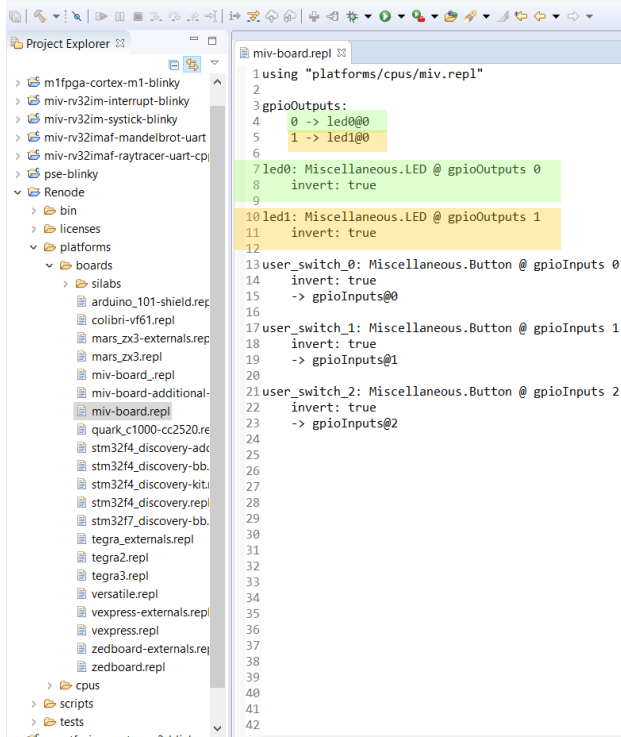 Project Explorer
m1fpga-cortex-m1-blinky
miv-rv32im-interrupt-blinky
miv-rv32im-systick-blinky
miv-rv32imaf-mandelbrot-uart
miv-rv32imaf-raytracer-uart-cp
pse-blinky
Renode
bin
licenses
platforms
boards
silabs
arduino_101-shield.rep
colibri-vf61.repl
mars_zx3-externals.rep
mars_zx3.repl
miv-board_.repl
miv-board-additional-
miv-board.repl
quark_c1000-cc2520.re
stm32f4_discovery-add
stm32f4_discovery-bb.
stm32f4_discovery-kit.
stm32f4_discovery.repl
stm32f7_discovery-bb.
tegra_externals.repl
tegra2.repl
tegra3.repl
versatile.repl
vexpress-externals.repl
vexpress.repl
zedboard-externals.re
zedboard.repl
cpus
scripts
tests
miv-board.repl
1 using "platforms/cpus/miv.repl"
2
3 gpioOutputs:
4 0 -> led0@0
5 1 -> led1@0
6
7 led0: Miscellaneous.LED @ gpioOutputs 0
8 invert: true
9
10 led1: Miscellaneous.LED @ gpioOutputs 1
11 invert: true
12
13 user_switch_0: Miscellaneous.Button @ gpioInputs 0
14 invert: true
15 -> gpioInputs@0
16
17 user_switch_1: Miscellaneous.Button @ gpioInputs 1
18 invert: true
19 -> gpioInputs@1
20
21 user_switch_2: Miscellaneous.Button @ gpioInputs 2
22 invert: true
23 -> gpioInputs@2
24
25
26
27
28
29
30
31
32
33
34
35
36
37
38
39
40
41
42